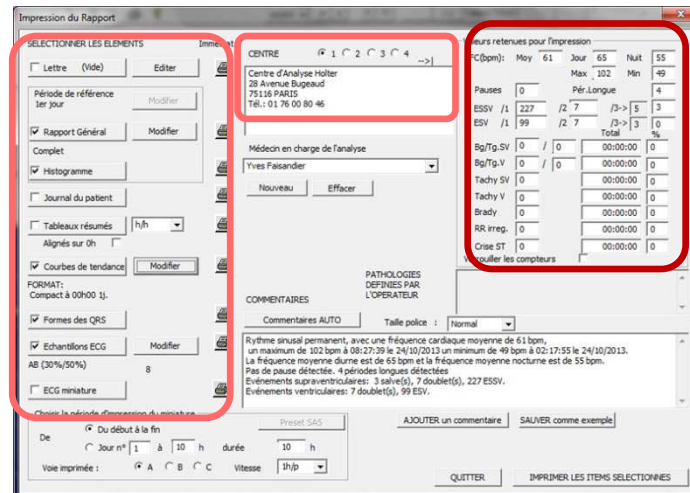 Impression du Rapport
SELECTIONNER LES ELEMENTS
Immédiat
Lettre (Vide)
Editer
Période de référence
1er jour
Modifier
Rapport Général
Modifier
Complet
Histogramme
Journal du patient
Tableaux résumés
h/h
Alignés sur 0h
Courbes de tendance
Modifier
FORMAT:
Compact à 00h00 1j.
Formes des QRS
Echantillons ECG
Modifier
AB (30%/50%)
8
ECG miniature
CENTRE
1 2 3 4
-->|
Centre d'Analyse Holter
28 Avenue Bugeaud
75116 PARIS
Tél.: 01 76 00 80 46
Médecin en charge de l'analyse
Yves Faisandier
Nouveau
Effacer
PATHOLOGIES
DEFINIES PAR
L'OPERATEUR
COMMENTAIRES
Commentaires AUTO
Taille police :
Normal
Rythme sinusal permanent, avec une fréquence cardiaque moyenne de 61 bpm,
un maximum de 102 bpm à 08:27:39 le 24/10/2013 un minimum de 49 bpm à 02:17:55 le 24/10/2013.
La fréquence moyenne diurne est de 65 bpm et la fréquence moyenne nocturne est de 55 bpm.
Pas de pause détectée. 4 périodes longues détectées
Evénements supraventriculaires: 3 salve(s), 7 doublet(s), 227 ESSV.
Evénements ventriculaires: 7 doublet(s), 99 ESV.
retenues pour l'impression
FC(bpm): Moy 61 Jour 65 Nuit 55
Max 102 Min 49
Pauses 0 Pér.Longue 4
ESSV /1 227 /2 7 /3-> 5 3
ESV /1 99 /2 7 /3-> 3 0
Total %
Bg/Tg.SV 0 / 0 00:00:00 0
Bg/Tg.V 0 / 0 00:00:00 0
Tachy SV 0 00:00:00 0
Tachy V 0 00:00:00 0
Brady 0 00:00:00 0
RR irreg. 0 00:00:00 0
Crise ST 0 00:00:00 0
les compteurs
Choisir la période d'impression du miniature
Preset SAS
De
Du début à la fin
Jour n° 1 à 10 h durée 10 h
Voie imprimée : A B C Vitesse 1h/p
AJOUTER un commentaire
SAUVER comme exemple
QUITTER
IMPRIMER LES ITEMS SELECTIONNES